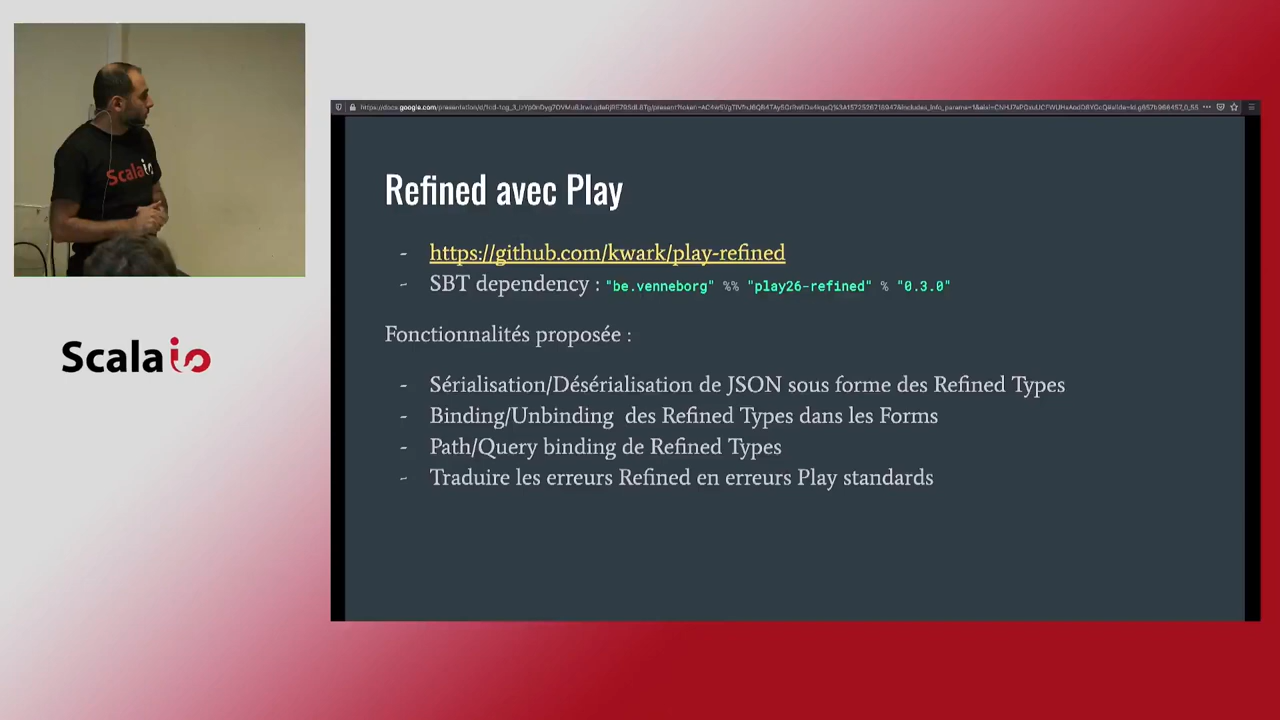 Refined avec Play
- https://github.com/kwark/play-refined
- SBT dependency : "be.venneborg" %% "play26-refined" % "0.3.0"
Fonctionnalités proposée :
- Sérialisation/Désérialisation de JSON sous forme des Refined Types
- Binding/Unbinding des Refined Types dans les Forms
- Path/Query binding de Refined Types
- Traduire les erreurs Refined en erreurs Play standards
Scalaio
Scalaio